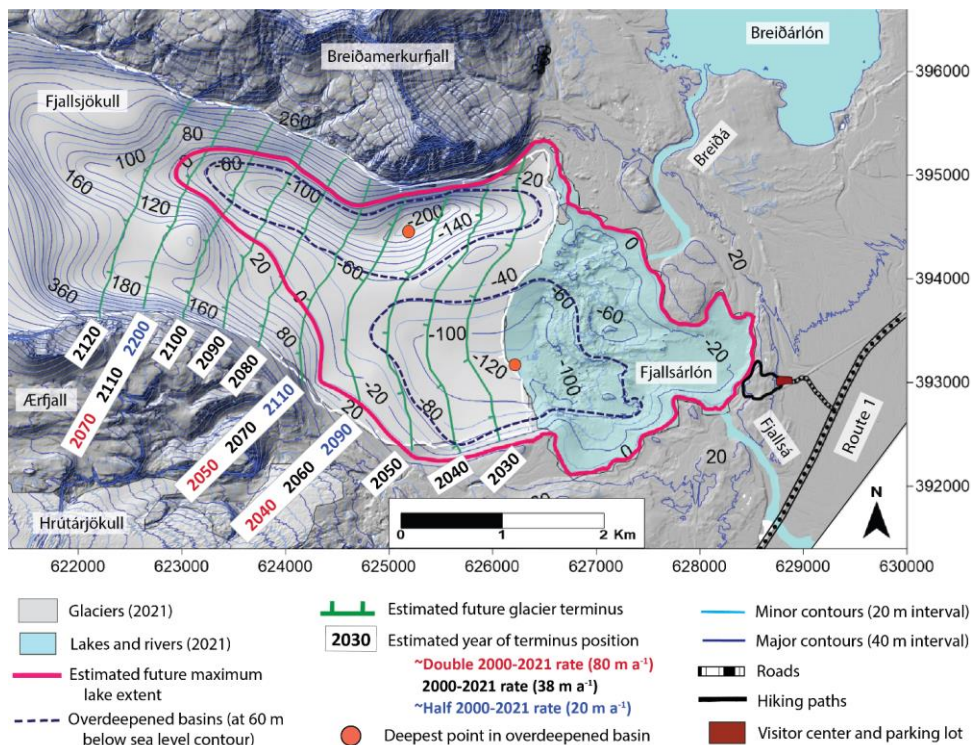 Breiðamerkurfjall
Breiðárlón
396000
Fjallsjökull
260
80
Breiðá
100
0
-80
-100
-20
395000
160
120
-200
-140
0
20
20
-60
-40
394000
360
180
160
0
-60
-60
80
-100
-20
2120
2200
2100
-120
Fjallsárlón
2090
-100
393000
2080
2110
Ærfjall
2110
-20
-80
2070
2070
20
2090
Fjallsá
Route 1
2050
2060
2050
2040
2030
0
20
2040
392000
Hrútárjökull
N
0 1 2 Km
622000 623000 624000 625000 626000 627000 628000 629000 630000
Glaciers (2021)
Lakes and rivers (2021)
Estimated future maximum
lake extent
Overdeepened basins (at 60 m
below sea level contour)
Estimated future glacier terminus
2030 Estimated year of terminus position
~Double 2000-2021 rate (80 m a⁻¹)
2000-2021 rate (38 m a⁻¹)
~Half 2000-2021 rate (20 m a⁻¹)
Deepest point in overdeepened basin
Minor contours (20 m interval)
Major contours (40 m interval)
Roads
Hiking paths
Visitor center and parking lot